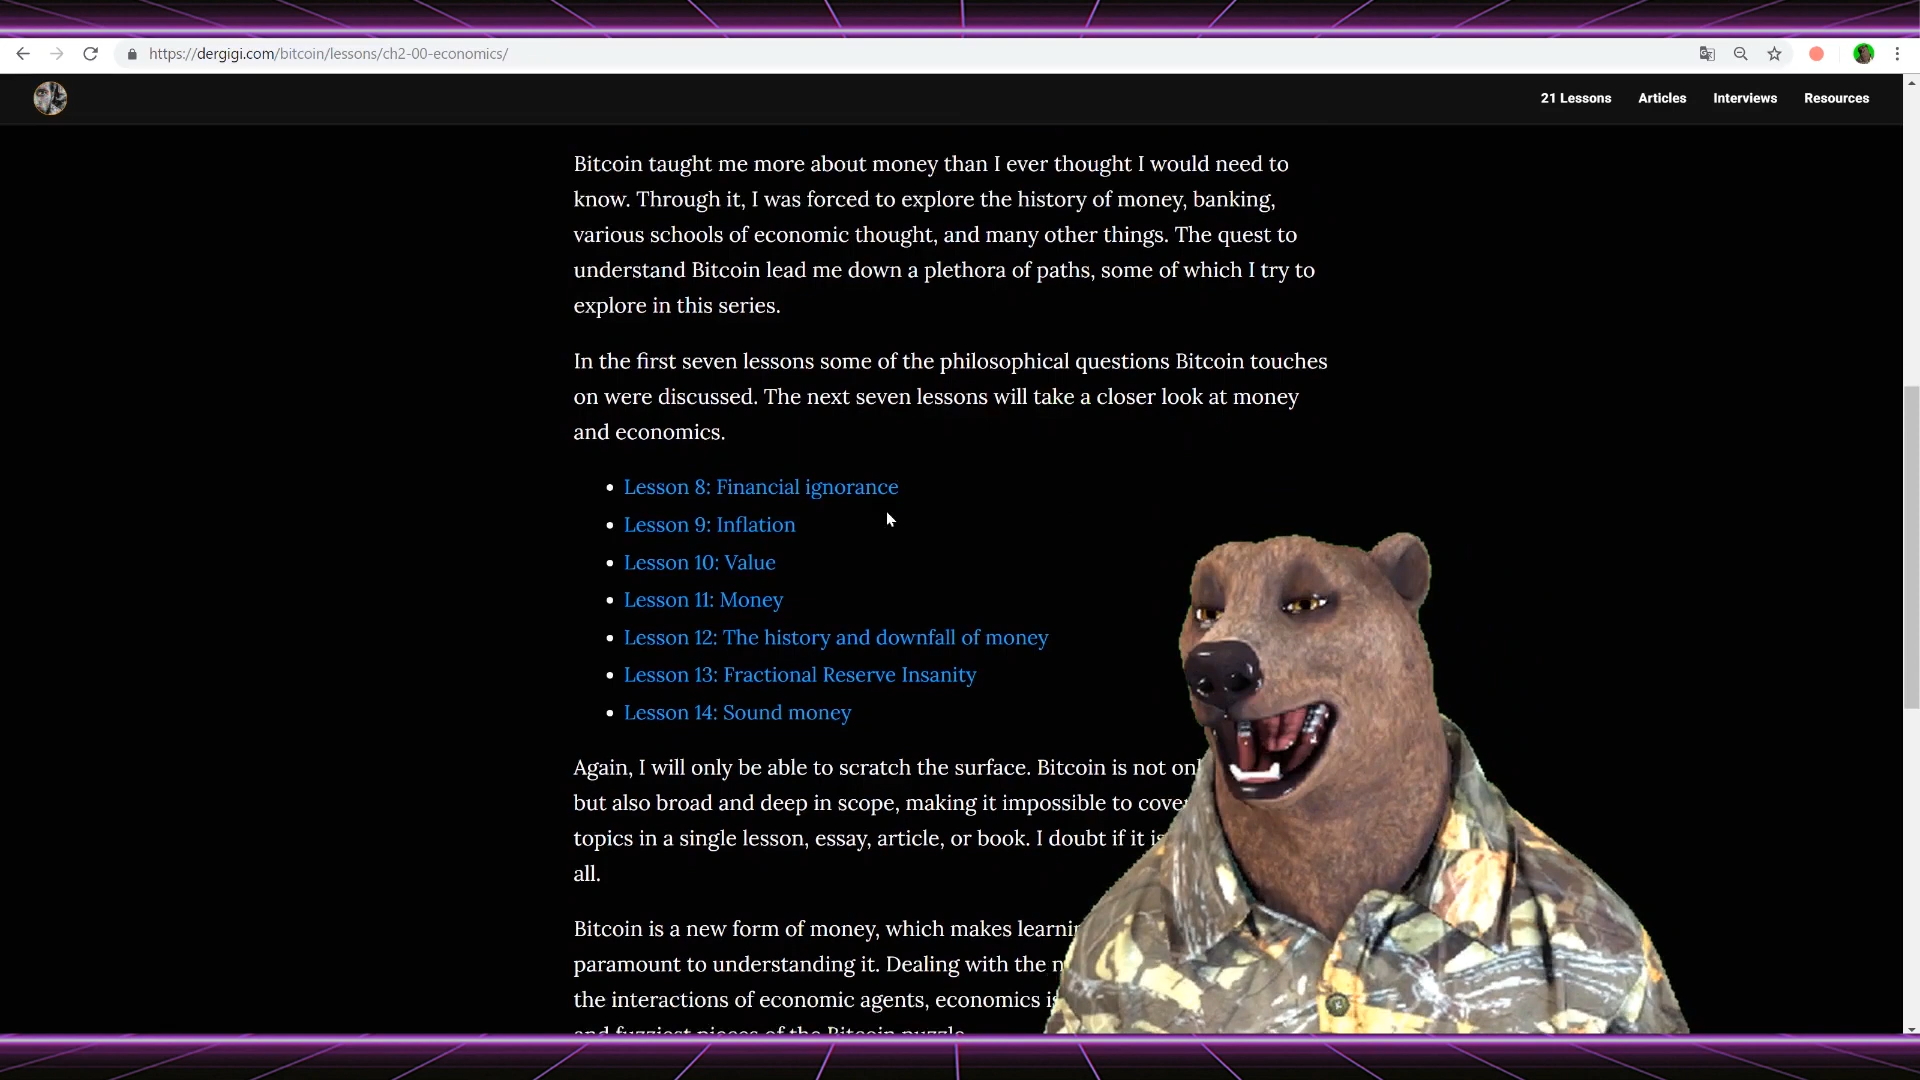 https://dergigi.com/bitcoin/lessons/ch2-00-economics/
21 Lessons Articles Interviews Resources
Bitcoin taught me more about money than I ever thought I would need to
know. Through it, I was forced to explore the history of money, banking,
various schools of economic thought, and many other things. The quest to
understand Bitcoin lead me down a plethora of paths, some of which I try to
explore in this series.
In the first seven lessons some of the philosophical questions Bitcoin touches
on were discussed. The next seven lessons will take a closer look at money
and economics.
Lesson 8: Financial ignorance
Lesson 9: Inflation
Lesson 10: Value
Lesson 11: Money
Lesson 12: The history and downfall of money
Lesson 13: Fractional Reserve Insanity
Lesson 14: Sound money
Again, I will only be able to scratch the surface. Bitcoin is not
but also broad and deep in scope, making it impossible to
topics in a single lesson, essay, article, or book. I doubt if it
all.
Bitcoin is a new form of money, which makes
paramount to understanding it. Dealing with the
the interactions of economic agents, economics
and fuzziest pieces of the Bitcoin puzzle.